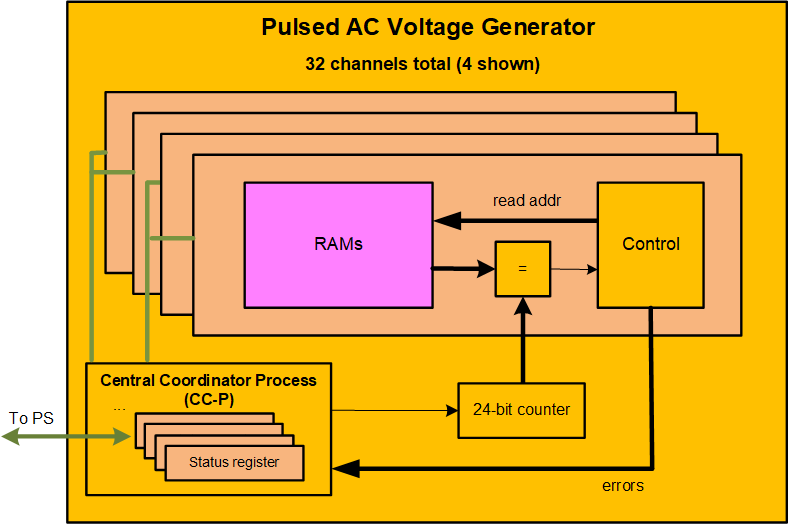 Pulsed AC Voltage Generator
32 channels total (4 shown)
read addr
RAMs
Control
=
Central Coordinator Process
(CC-P)
...
To PS
24-bit counter
Status register
errors